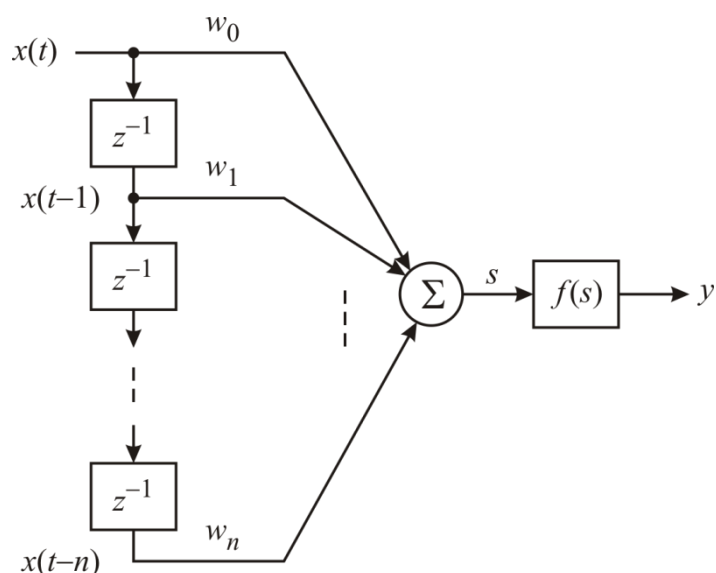 x(t)
w₀
z⁻¹
x(t−1)
w₁
z⁻¹
Σ
s
f(s)
y
z⁻¹
wₙ
x(t−n)